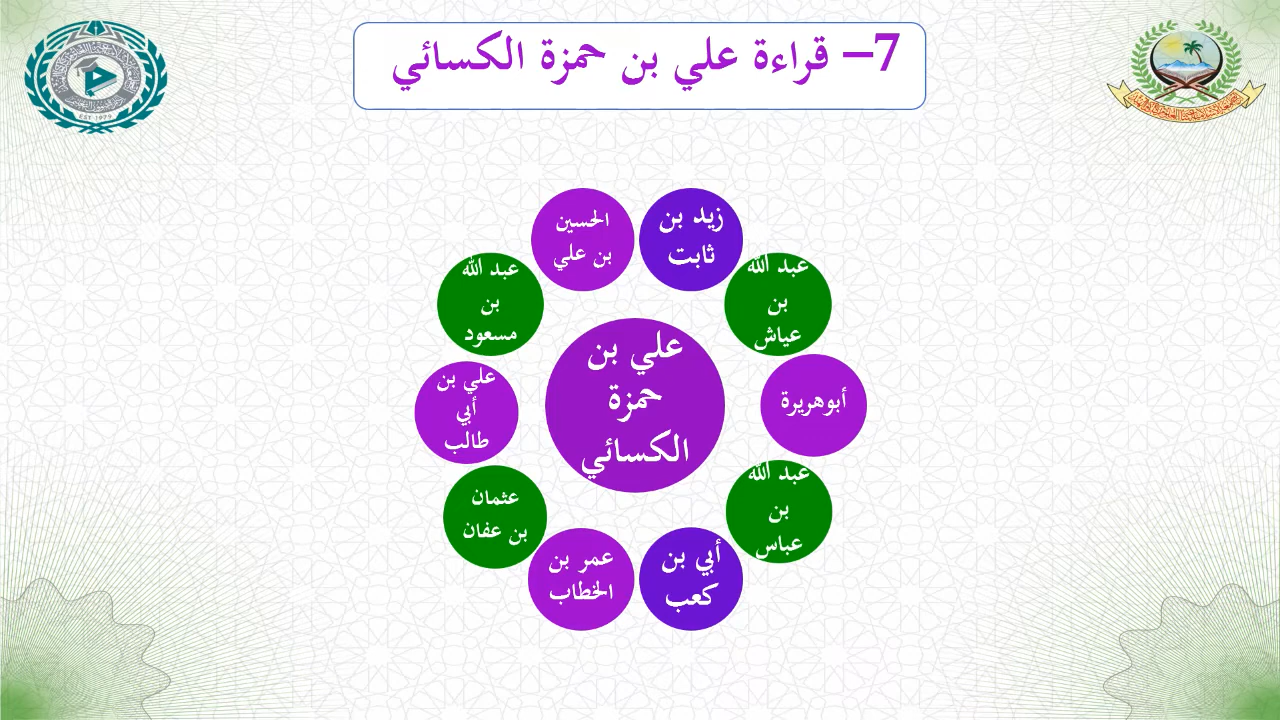 7– قراءة علي بن حمزة الكسائي
زيد بن
ثابت
عبد الله
بن
عياش
أبوهريرة
عبد الله
بن
عباس
أبي بن
كعب
عمر بن
الخطاب
عثمان
بن عفان
علي بن
أبي
طالب
عبد الله
بن
مسعود
الحسين
بن علي
علي بن
حمزة
الكسائي
EST 1979